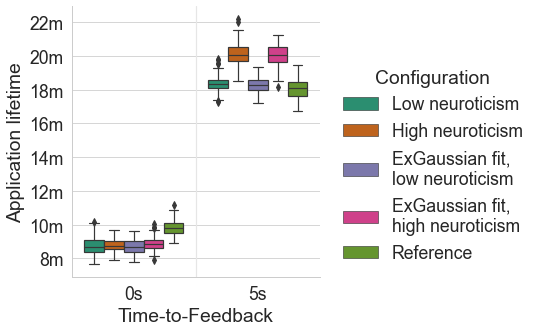 22m
20m
18m
16m
14m
12m
10m
8m
Application lifetime
0s
5s
Time-to-Feedback
Configuration
Low neuroticism
High neuroticism
ExGaussian fit,
low neuroticism
ExGaussian fit,
high neuroticism
Reference